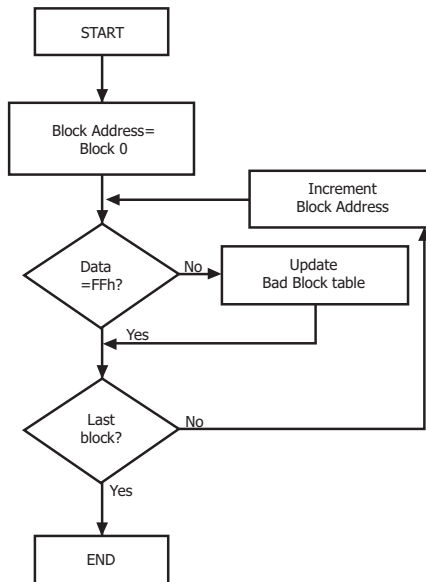 START
Block Address=
Block 0
Increment
Block Address
Data
=FFh?
No
Update
Bad Block table
Yes
Last
block?
No
Yes
END